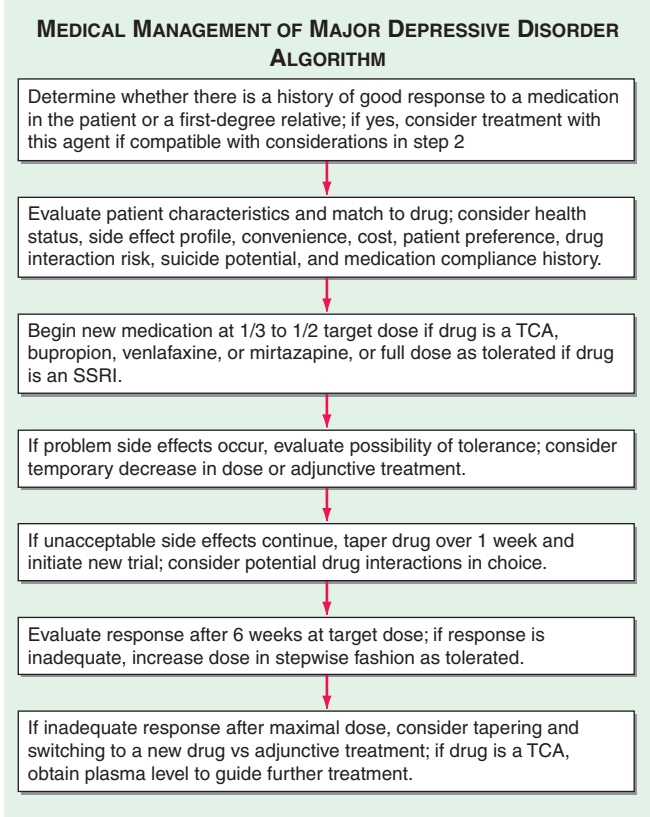 MEDICAL MANAGEMENT OF MAJOR DEPRESSIVE DISORDER
ALGORITHM
Determine whether there is a history of good response to a medication
in the patient or a first-degree relative; if yes, consider treatment with
this agent if compatible with considerations in step 2
Evaluate patient characteristics and match to drug; consider health
status, side effect profile, convenience, cost, patient preference, drug
interaction risk, suicide potential, and medication compliance history.
Begin new medication at 1/3 to 1/2 target dose if drug is a TCA,
bupropion, venlafaxine, or mirtazapine, or full dose as tolerated if drug
is an SSRI.
If problem side effects occur, evaluate possibility of tolerance; consider
temporary decrease in dose or adjunctive treatment.
If unacceptable side effects continue, taper drug over 1 week and
initiate new trial; consider potential drug interactions in choice.
Evaluate response after 6 weeks at target dose; if response is
inadequate, increase dose in stepwise fashion as tolerated.
If inadequate response after maximal dose, consider tapering and
switching to a new drug vs adjunctive treatment; if drug is a TCA,
obtain plasma level to guide further treatment.